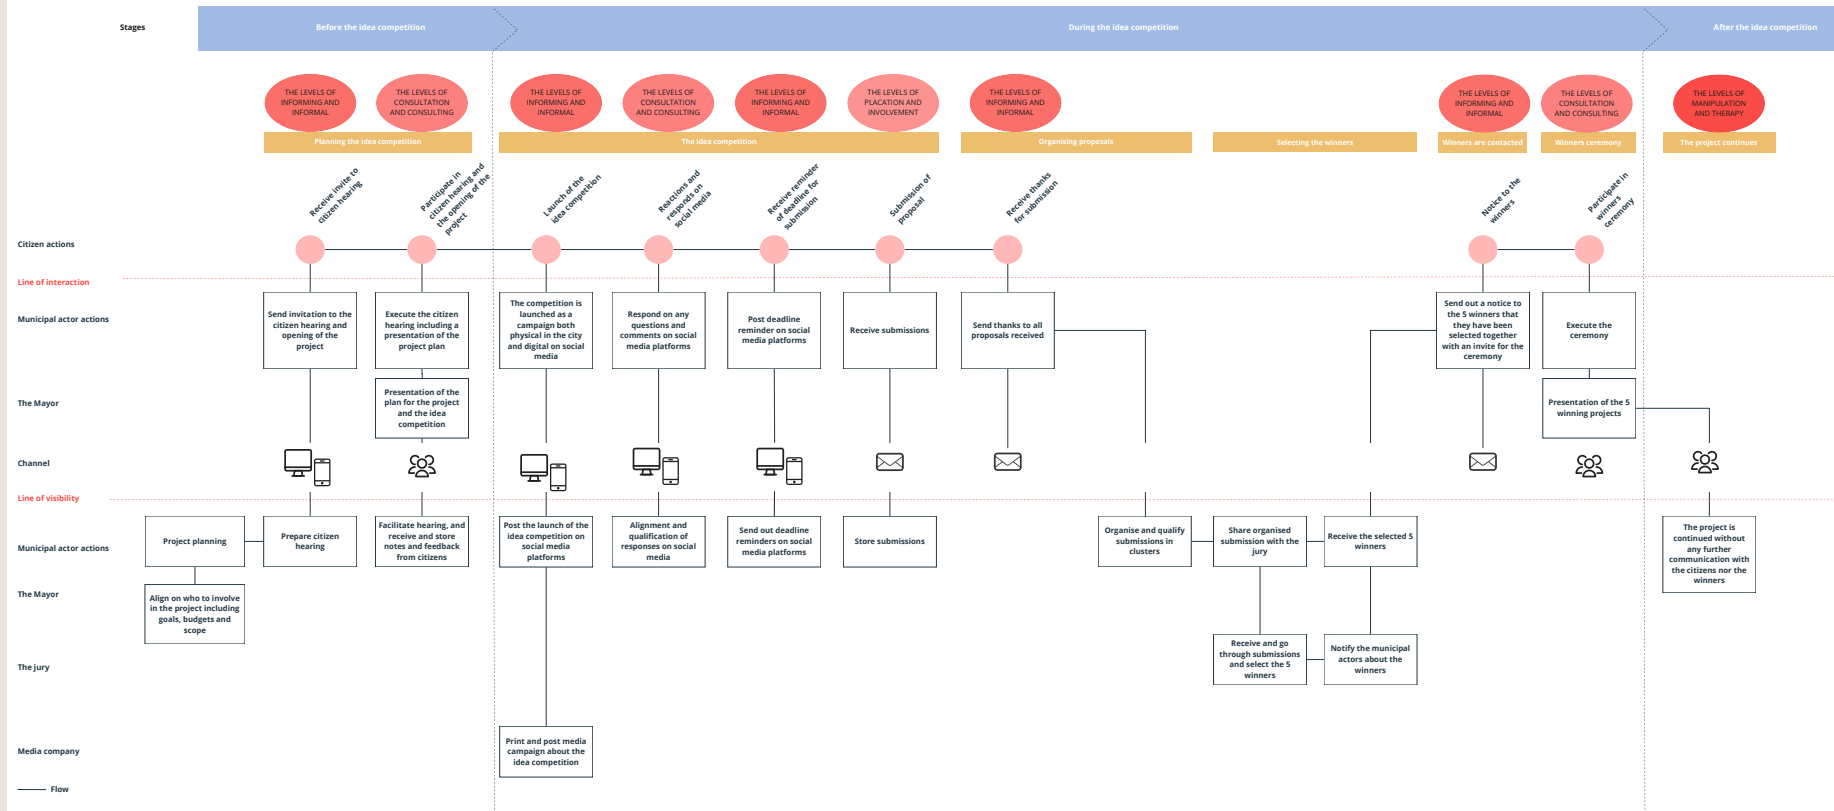 Stages
Before the idea competition
During the idea competition
After the idea competition
THE LEVELS OF
INFORMING AND
INFORMAL
THE LEVELS OF
CONSULTATION
AND CONSULTING
THE LEVELS OF
INFORMING AND
INFORMAL
THE LEVELS OF
CONSULTATION
AND CONSULTING
THE LEVELS OF
INFORMING AND
INFORMAL
THE LEVELS OF
PLACATION AND
INVOLVEMENT
THE LEVELS OF
INFORMING AND
INFORMAL
THE LEVELS OF
INFORMING AND
INFORMAL
THE LEVELS OF
CONSULTATION
AND CONSULTING
THE LEVELS OF
MANIPULATION
AND THERAPY
Planning the idea competition
The idea competition
Organising proposals
Selecting the winners
Winners are contacted
Winners ceremony
The project continues
Receive invite to
citizen hearing
Participate in
citizen hearing and
the opening of the
project
Launch of the
idea competition
Reactions and
responds on
social media
Receive reminder
of deadline for
submission
Submission of
proposal
Receive thanks
for submission
Notice to the
winners
Participate in
winners
ceremony
Citizen actions
Line of interaction
Municipal actor actions
Send invitation to the
citizen hearing and
opening of the
project
Execute the citizen
hearing including a
presentation of the
project plan
The competition is
launched as a
campaign both
physical in the city
and digital on social
media
Respond on any
questions and
comments on social
media platforms
Post deadline
reminder on social
media platforms
Receive submissions
Send thanks to all
proposals received
Send out a notice to
the 5 winners that
they have been
selected together
with an invite for the
ceremony
Execute the
ceremony
The Mayor
Presentation of the
plan for the project
and the idea
competition
Presentation of the 5
winning projects
Channel
Line of visibility
Municipal actor actions
Project planning
Prepare citizen
hearing
Facilitate hearing, and
receive and store
notes and feedback
from citizens
Post the launch of the
idea competition on
social media
platforms
Alignment and
qualification of
responses on social
media
Send out deadline
reminders on social
media platforms
Store submissions
Organise and qualify
submissions in
clusters
Share organised
submission with the
jury
Receive the selected 5
winners
The project is
continued without
any further
communication with
the citizens nor the
winners
The Mayor
Align on who to involve
in the project including
goals, budgets and
scope
The jury
Receive and go
through submissions
and select the 5
winners
Notify the municipal
actors about the
winners
Media company
Print and post media
campaign about the
idea competition
Flow